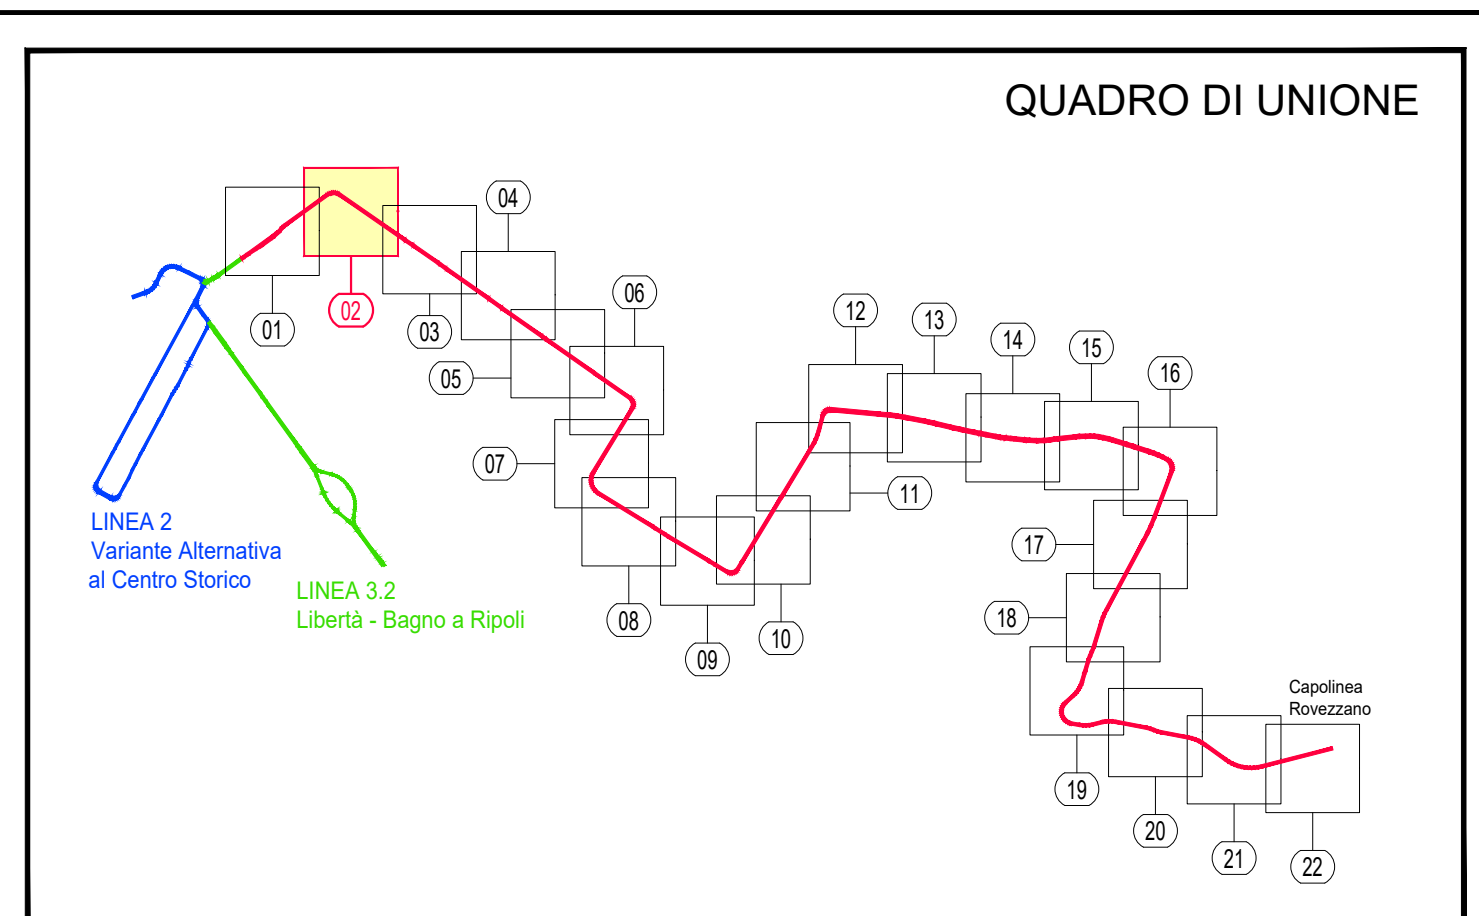 QUADRO DI UNIONE
04
06
12
13
14
15
16
01
02
03
05
07
11
17
08
09
10
18
LINEA 2
Variante Alternativa
al Centro Storico
LINEA 3.2
Libertà - Bagno a Ripoli
Capolinea
Rovezzano
19
20
21
22